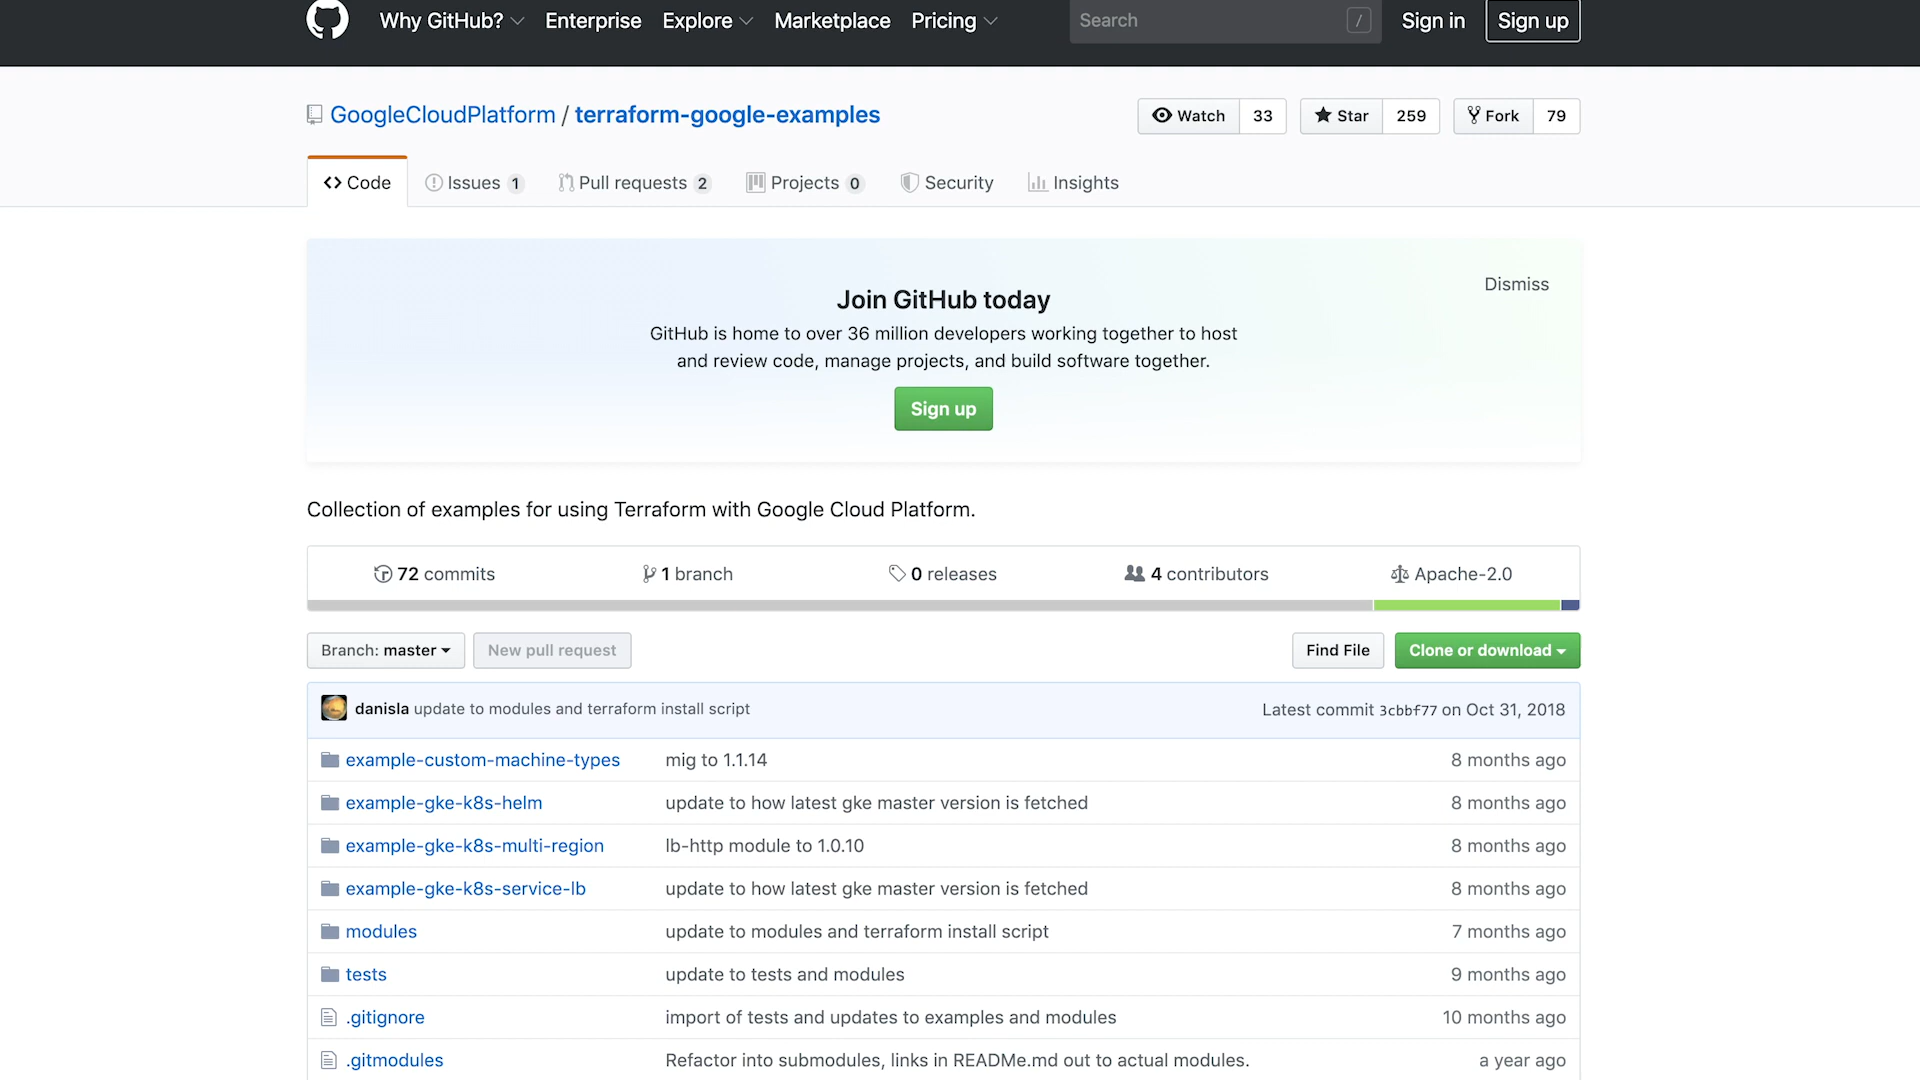 Why GitHub? Enterprise Explore Marketplace Pricing Search / Sign in Sign up
GoogleCloudPlatform / terraform-google-examples Watch 33 Star 259 Fork 79
Code Issues 1 Pull requests 2 Projects 0 Security Insights
Dismiss
Join GitHub today
GitHub is home to over 36 million developers working together to host
and review code, manage projects, and build software together.
Sign up
Collection of examples for using Terraform with Google Cloud Platform.
72 commits 1 branch 0 releases 4 contributors Apache-2.0
Branch: master New pull request Find File Clone or download
danisla update to modules and terraform install script Latest commit 3cbbf77 on Oct 31, 2018
example-custom-machine-types mig to 1.1.14 8 months ago
example-gke-k8s-helm update to how latest gke master version is fetched 8 months ago
example-gke-k8s-multi-region lb-http module to 1.0.10 8 months ago
example-gke-k8s-service-lb update to how latest gke master version is fetched 8 months ago
modules update to modules and terraform install script 7 months ago
tests update to tests and modules 9 months ago
.gitignore import of tests and updates to examples and modules 10 months ago
.gitmodules Refactor into submodules, links in READMe.md out to actual modules. a year ago